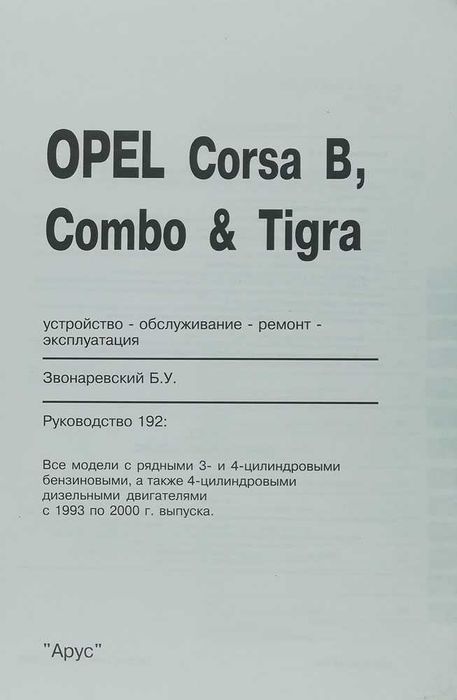 OPEL Corsa B,
Combo & Tigra
устройство - обслуживание - ремонт -
эксплуатация
Звонаревский Б.У.
Руководство 192:
Все модели с рядными 3- и 4-цилиндровыми
бензиновыми, а также 4-цилиндровыми
дизельными двигателями
с 1993 по 2000 г. выпуска.
"Арус"